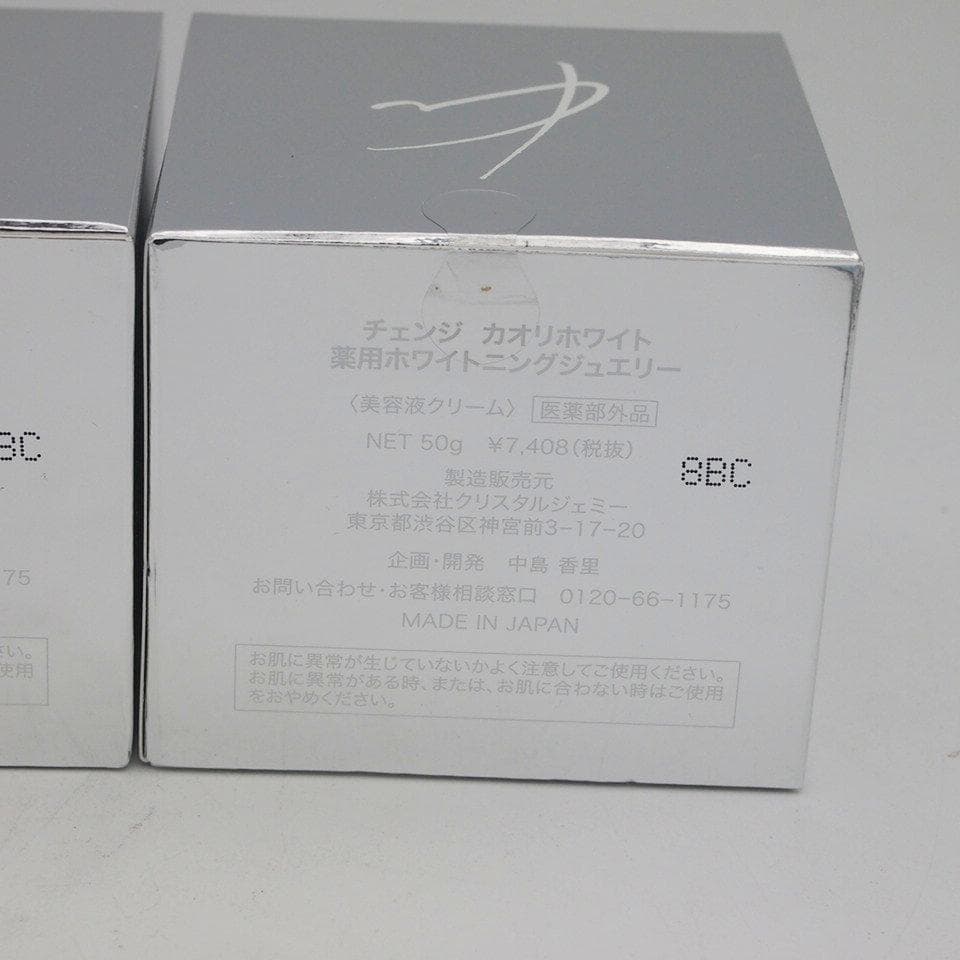 チェンジ カオリホワイト
薬用ホワイトニングジュエリー
〈美容液クリーム〉 医薬部外品
NET 50g ¥7,408(税抜)
8BC
製造販売元
株式会社クリスタルジェミー
東京都渋谷区神宮前3-17-20
企画・開発 中島 香里
お問い合わせ・お客様相談窓口 0120-66-1175
MADE IN JAPAN
お肌に異常が生じていないかよく注意してご使用ください。
お肌に異常がある時、または、お肌に合わない時はご使用
をおやめください。
BC
175
さい。
使用